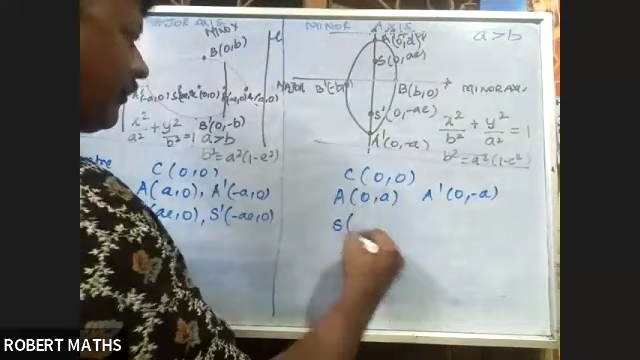 MAJOR AXIS
MINOR
B(0,b)
B'(0,-b)
x²/a² + y²/b² = 1 a>b
b² = a²(1-e²)
C(0,0)
A(a,0), A'(-a,0)
(ae,0), S'(-ae,0)
MINOR AXIS
a>b
S(0,ae)
B(b,0)
MINOR AXIS
S'(0,-ae)
A'(0,-a)
x²/b² + y²/a² = 1
b² = a²(1-e²)
C(0,0)
A(0,a) A'(0,-a)
S(
ROBERT MATHS